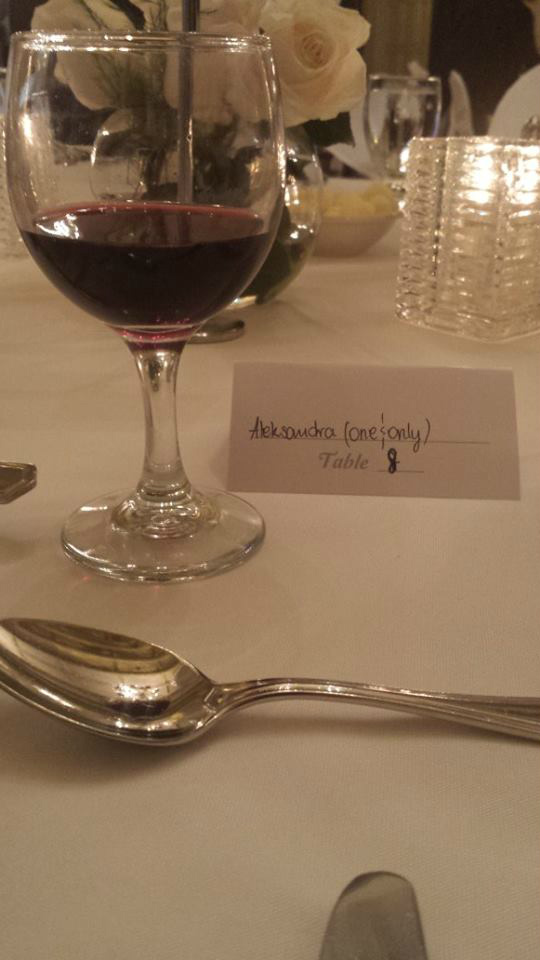 Aleksandra (one & only)
Table 8